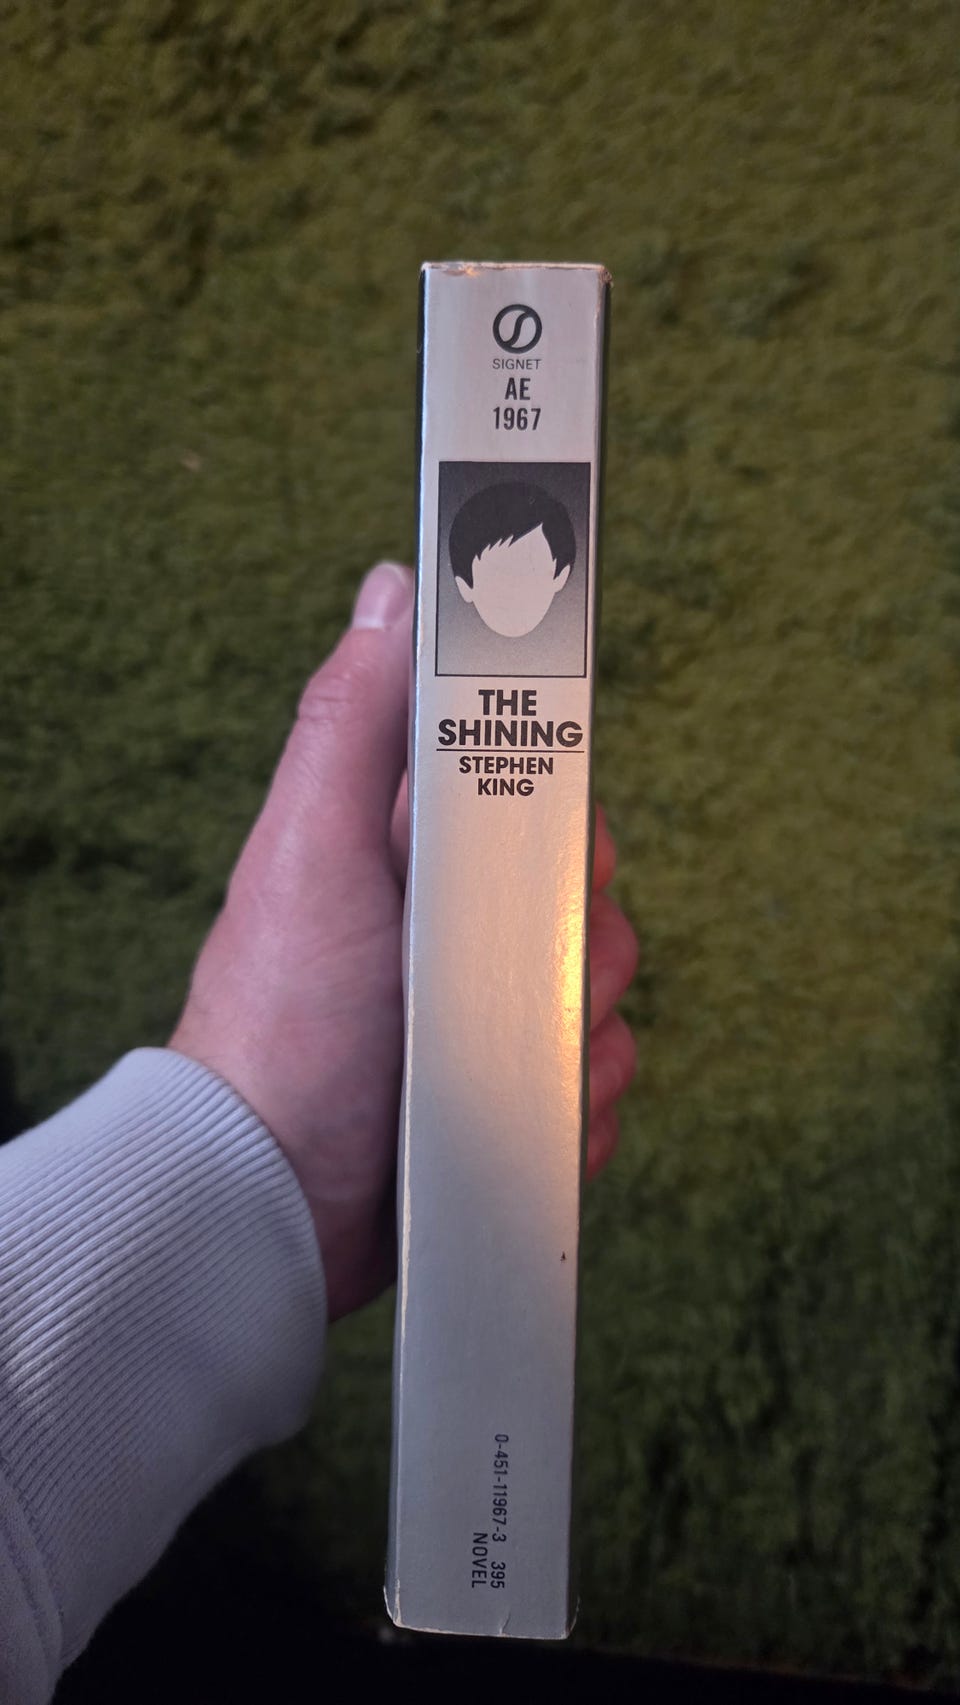 SIGNET
AE
1967
THE
SHINING
STEPHEN
KING
0-451-11967-3 395
NOVEL